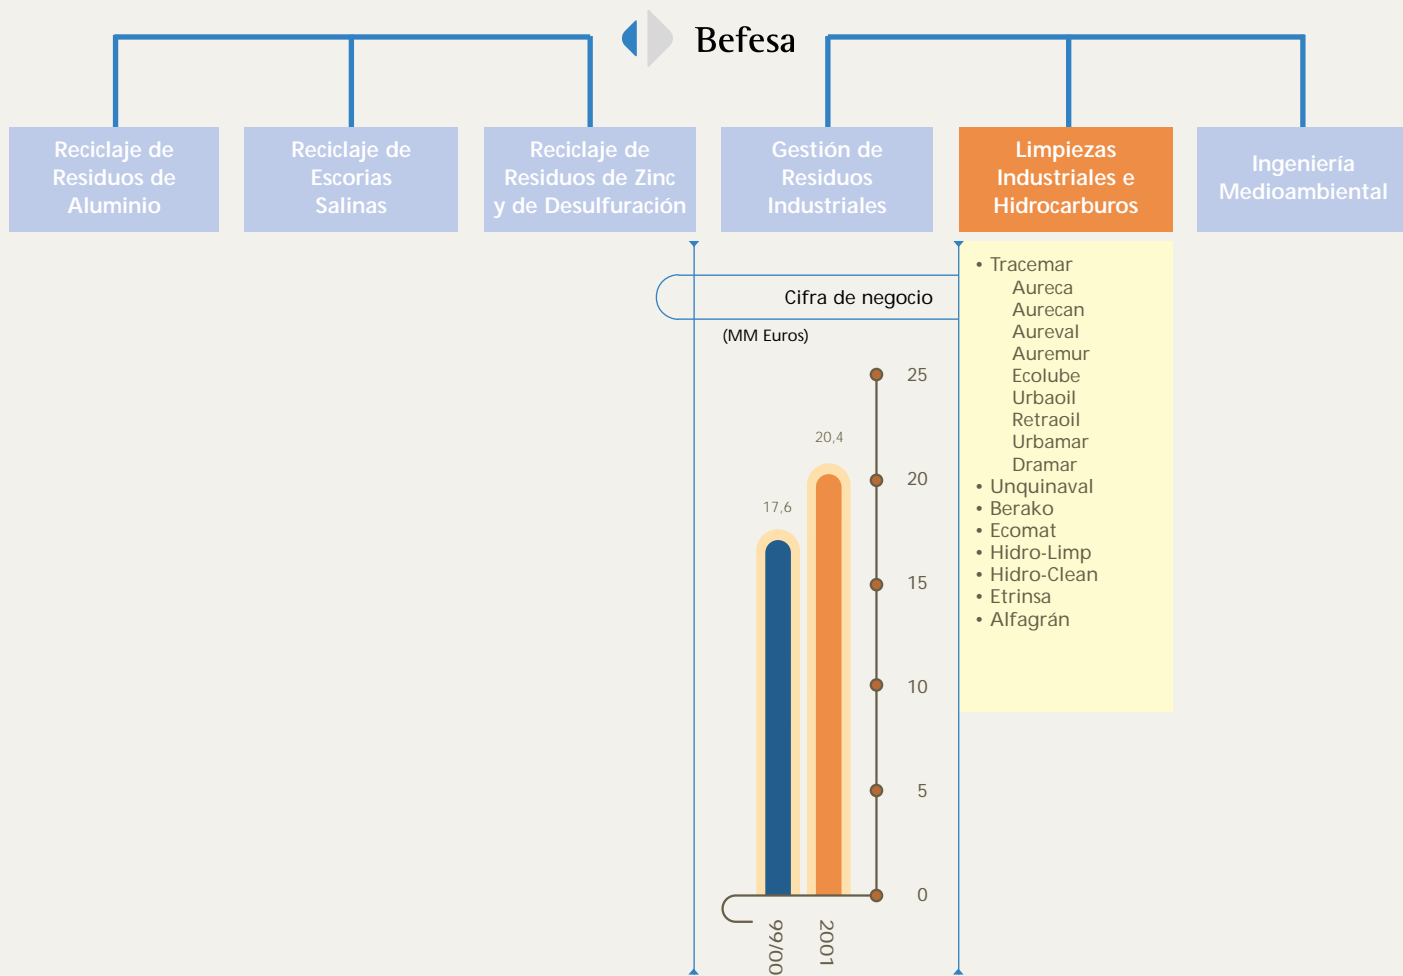 Befesa
Reciclaje de
Residuos de
Aluminio
Reciclaje de
Escorias
Salinas
Reciclaje de
Residuos de Zinc
y de Desulfuración
Gestión de
Residuos
Industriales
Limpiezas
Industriales e
Hidrocarburos
Ingeniería
Medioambiental
Cifra de negocio
(MM Euros)
25
20
15
10
5
0
17,6
20,4
99/00
2001
• Tracemar
Aureca
Aurecan
Aureval
Auremur
Ecolube
Urbaoil
Retraoil
Urbamar
Dramar
• Unquinaval
• Berako
• Ecomat
• Hidro-Limp
• Hidro-Clean
• Etrinsa
• Alfagrán